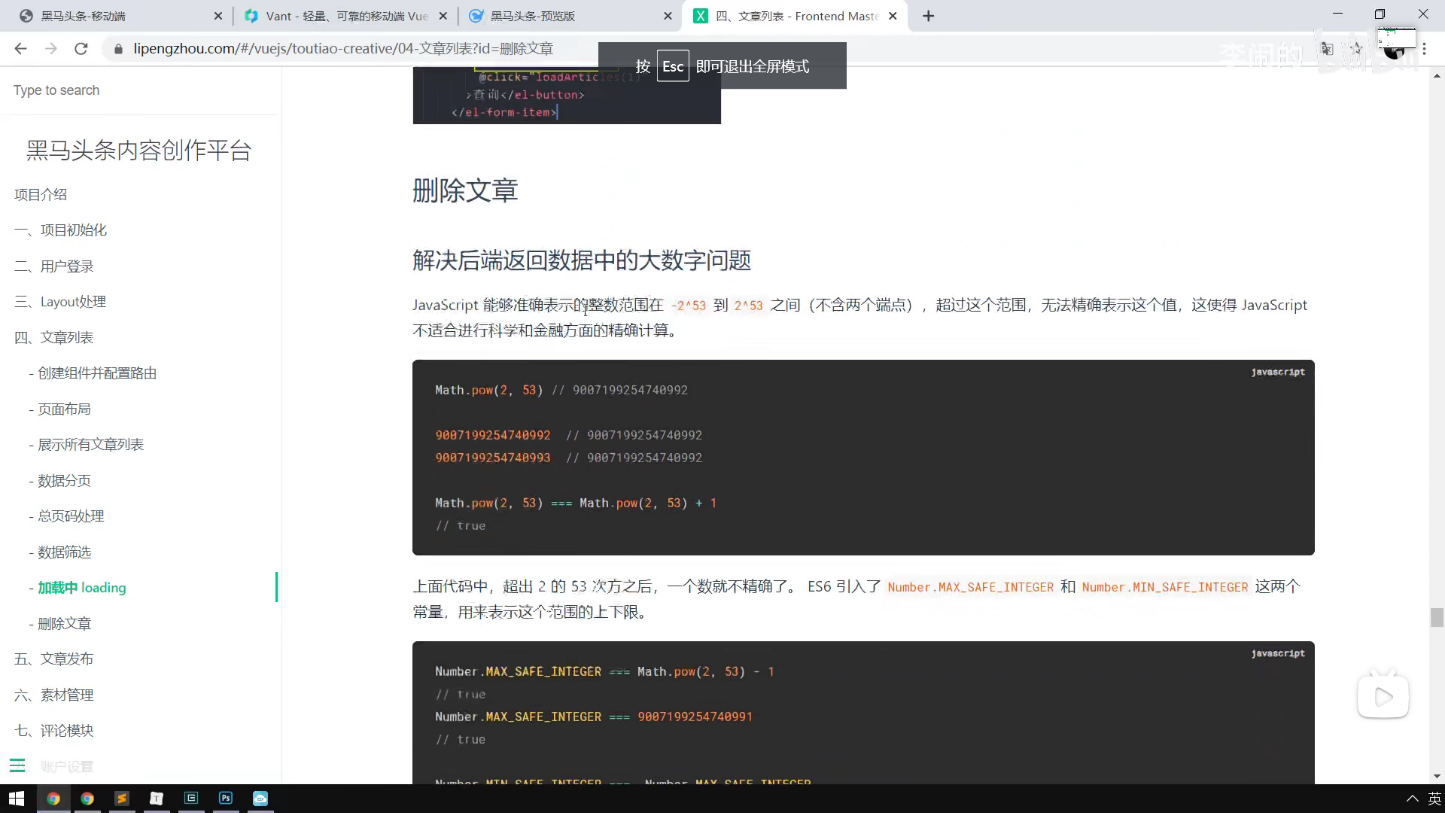 黑马头条-移动端
Vant - 轻量、可靠的移动端 Vue
黑马头条-预览版
四、文章列表 - Frontend Maste
lipengzhou.com/#/vuejs/toutiao-creative/04-文章列表?id=删除文章
按 Esc 即可退出全屏模式
李闹的
Type to search
黑马头条内容创作平台
项目介绍
一、项目初始化
二、用户登录
三、Layout处理
四、文章列表
- 创建组件并配置路由
- 页面布局
- 展示所有文章列表
- 数据分页
- 总页码处理
- 数据筛选
- 加载中 loading
- 删除文章
五、文章发布
六、素材管理
七、评论模块
账户设置
@click="loadArticles(1)
>查询</el-button>
</el-form-item>
删除文章
解决后端返回数据中的大数字问题
JavaScript 能够准确表示的整数范围在 -2^53 到 2^53 之间（不含两个端点），超过这个范围，无法精确表示这个值，这使得 JavaScript
不适合进行科学和金融方面的精确计算。
javascript
Math.pow(2, 53) // 9007199254740992
9007199254740992 // 9007199254740992
9007199254740993 // 9007199254740992
Math.pow(2, 53) === Math.pow(2, 53) + 1
// true
上面代码中，超出 2 的 53 次方之后，一个数就不精确了。 ES6 引入了 Number.MAX_SAFE_INTEGER 和 Number.MIN_SAFE_INTEGER 这两个
常量，用来表示这个范围的上下限。
javascript
Number.MAX_SAFE_INTEGER === Math.pow(2, 53) - 1
// true
Number.MAX_SAFE_INTEGER === 9007199254740991
// true
Number.MIN_SAFE_INTEGER === -Number.MAX_SAFE_INTEGER
英